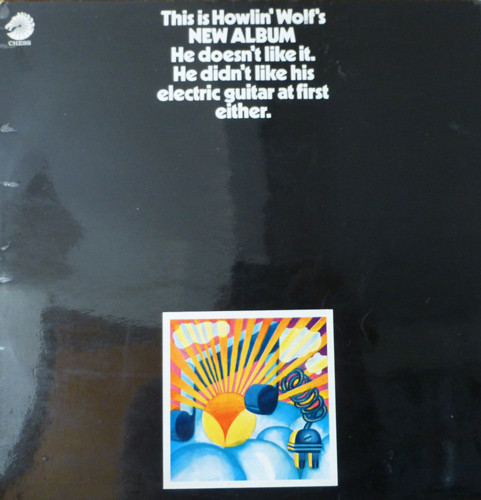 CHESS
This is Howlin' Wolf's
NEW ALBUM
He doesn't like it.
He didn't like his
electric guitar at first
either.